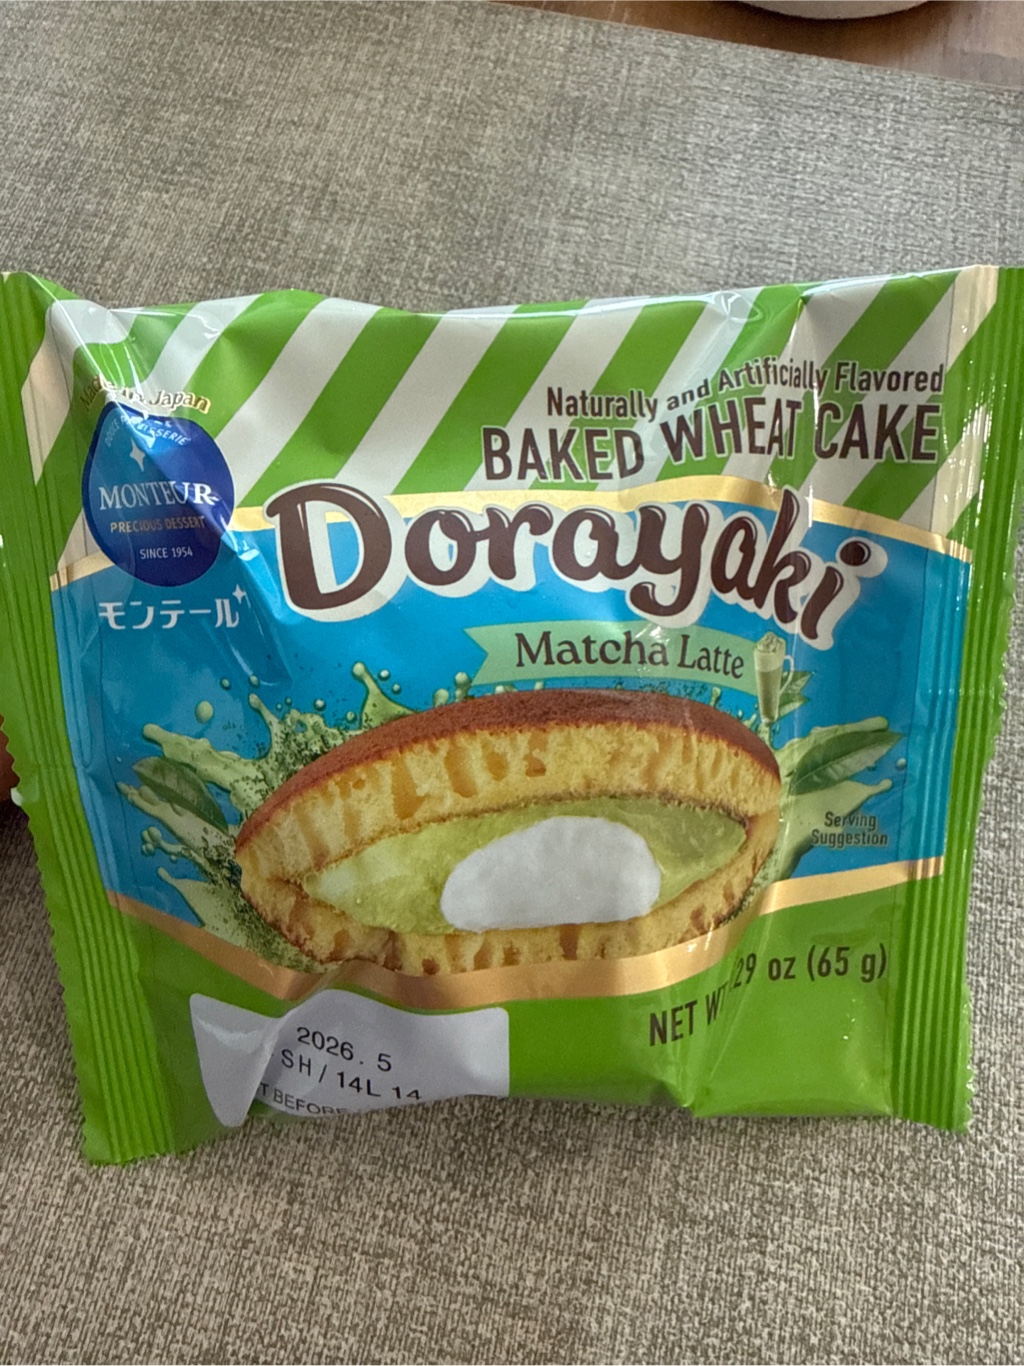 Made in Japan
MONTEUR
PRECIOUS DESSERT
SINCE 1954
モンテール
Naturally and Artificially Flavored
BAKED WHEAT CAKE
Dorayaki
Matcha Latte
Serving
Suggestion
NET WT .29 oz (65 g)
2026. 5
SH / 14L 14
BEFORE